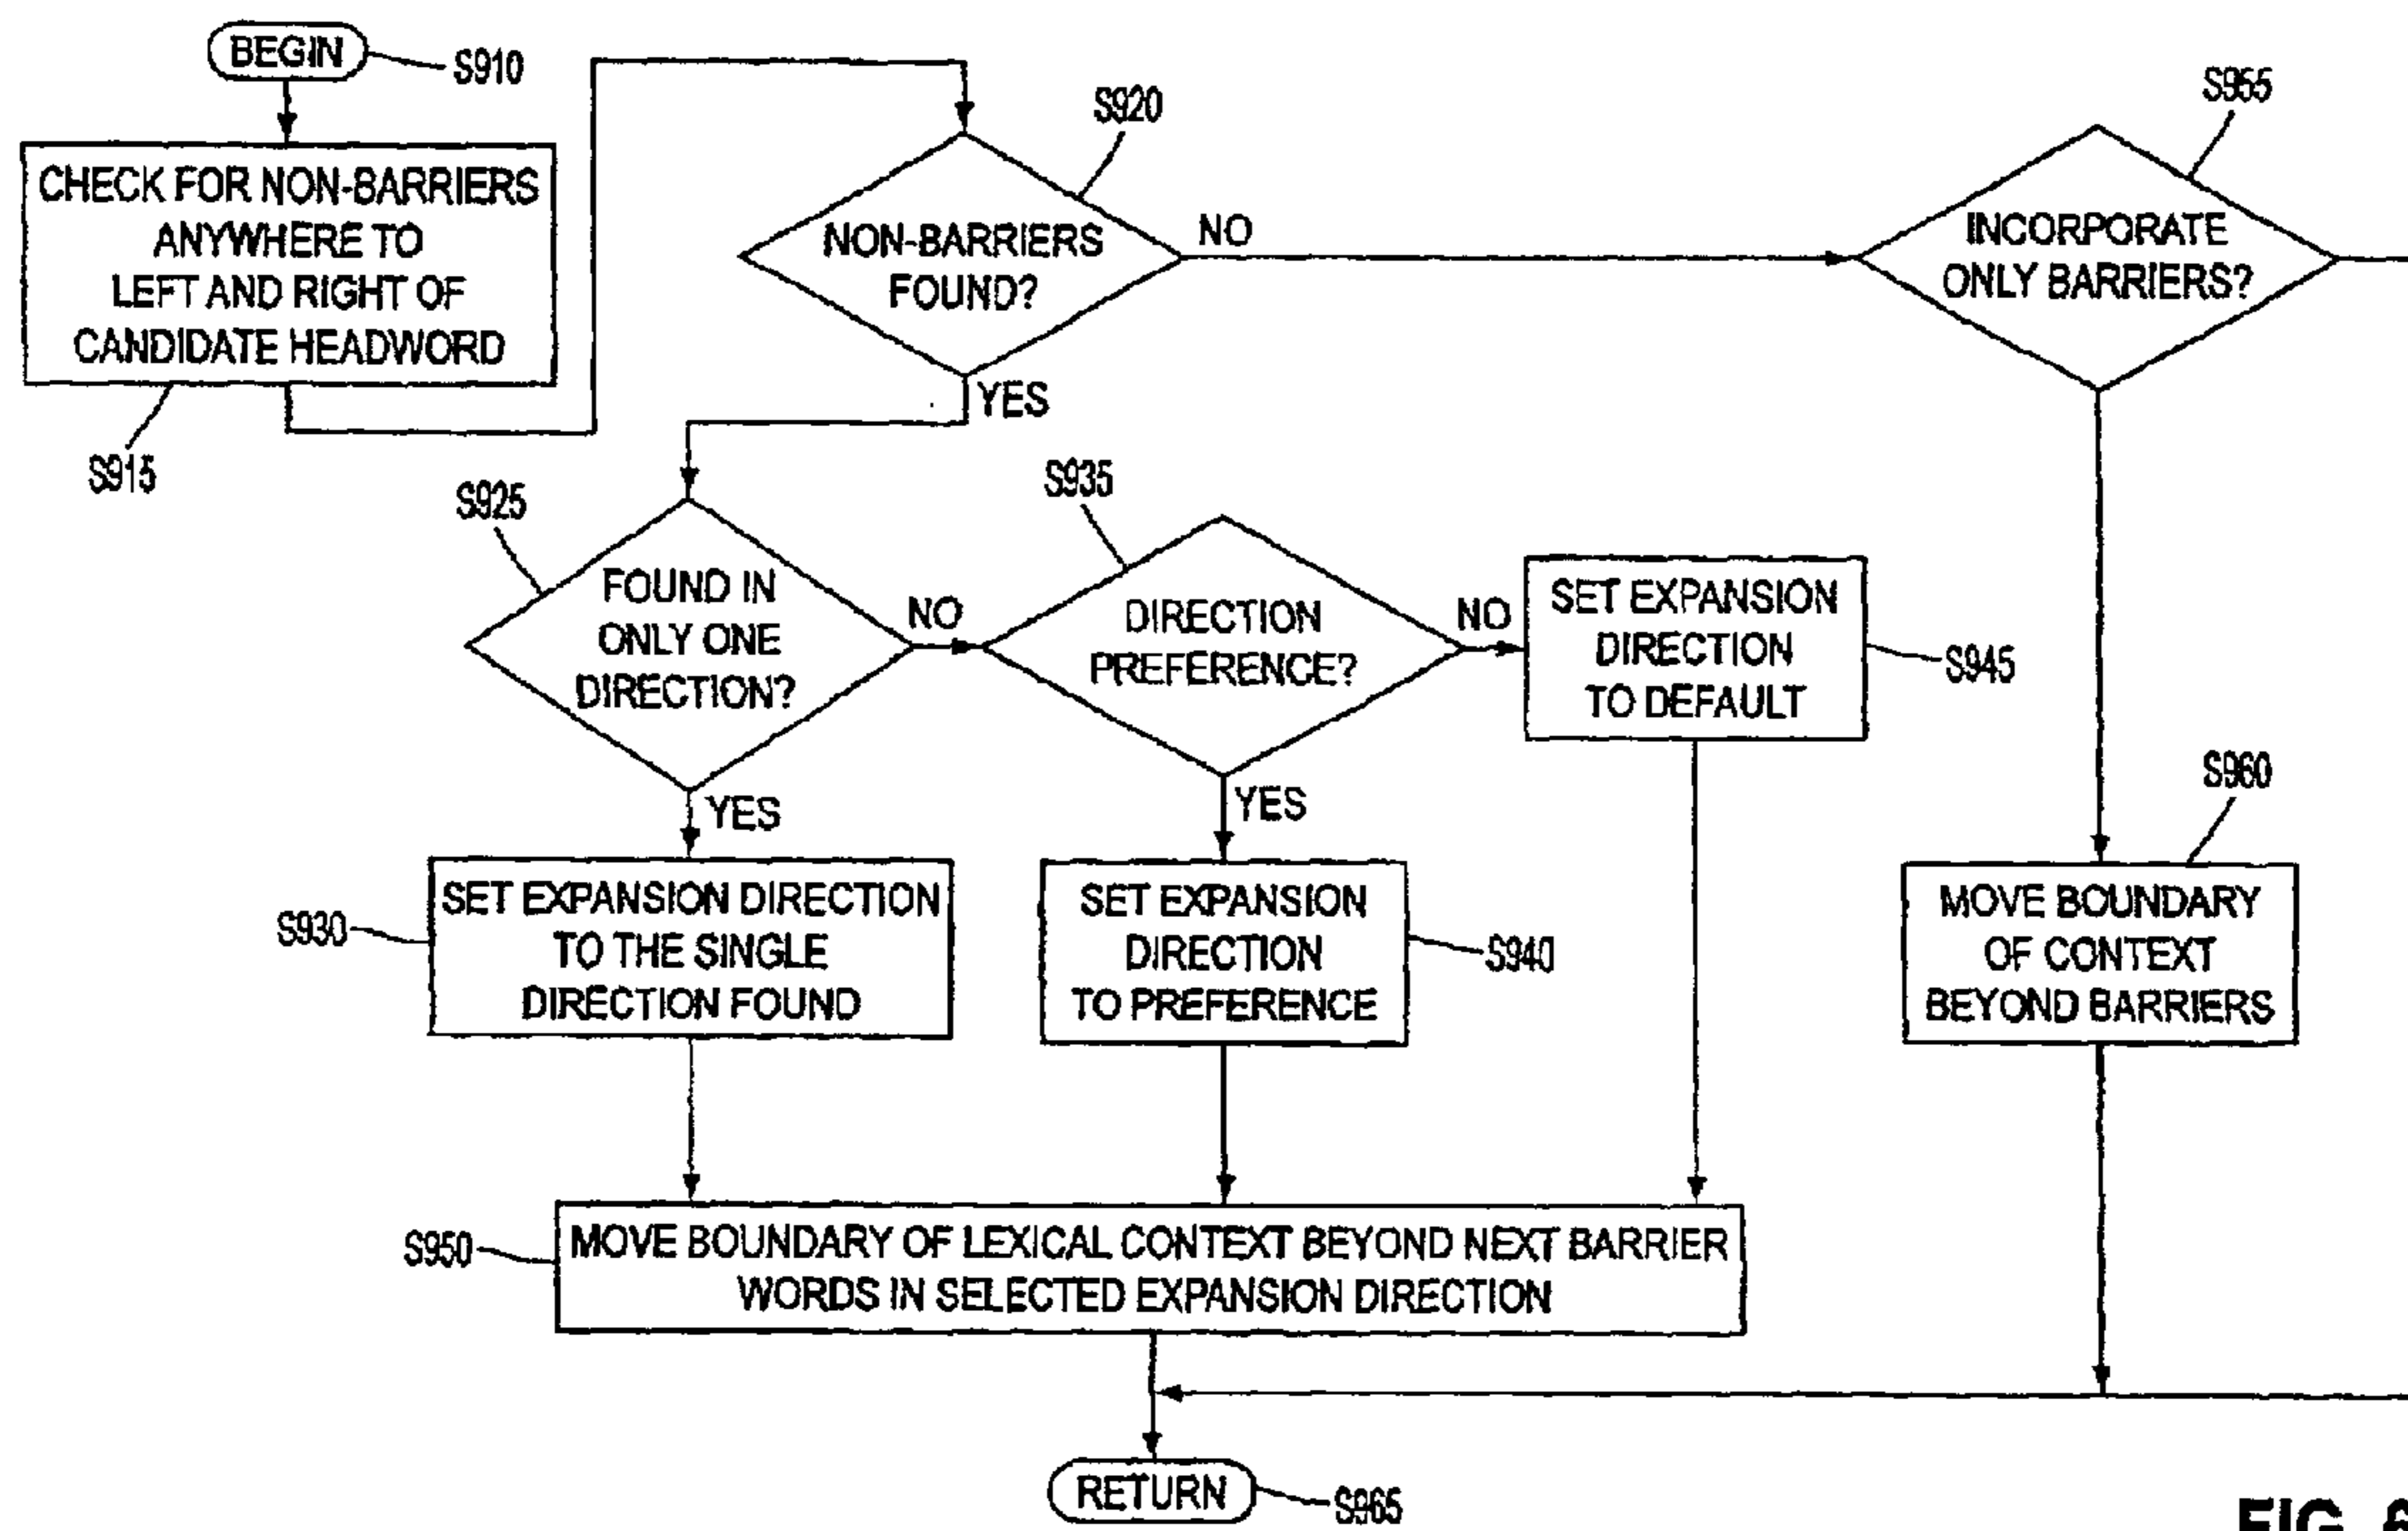 BEGIN
S910
CHECK FOR NON-BARRIERS
ANYWHERE TO
LEFT AND RIGHT OF
CANDIDATE HEADWORD
S915
S920
NON-BARRIERS
FOUND?
NO
YES
S955
INCORPORATE
ONLY BARRIERS?
S925
FOUND IN
ONLY ONE
DIRECTION?
NO
YES
S935
DIRECTION
PREFERENCE?
NO
YES
SET EXPANSION
DIRECTION
TO DEFAULT
S945
S930
SET EXPANSION DIRECTION
TO THE SINGLE
DIRECTION FOUND
SET EXPANSION
DIRECTION
TO PREFERENCE
S940
S960
MOVE BOUNDARY
OF CONTEXT
BEYOND BARRIERS
S950
MOVE BOUNDARY OF LEXICAL CONTEXT BEYOND NEXT BARRIER
WORDS IN SELECTED EXPANSION DIRECTION
RETURN
S965
FIG.